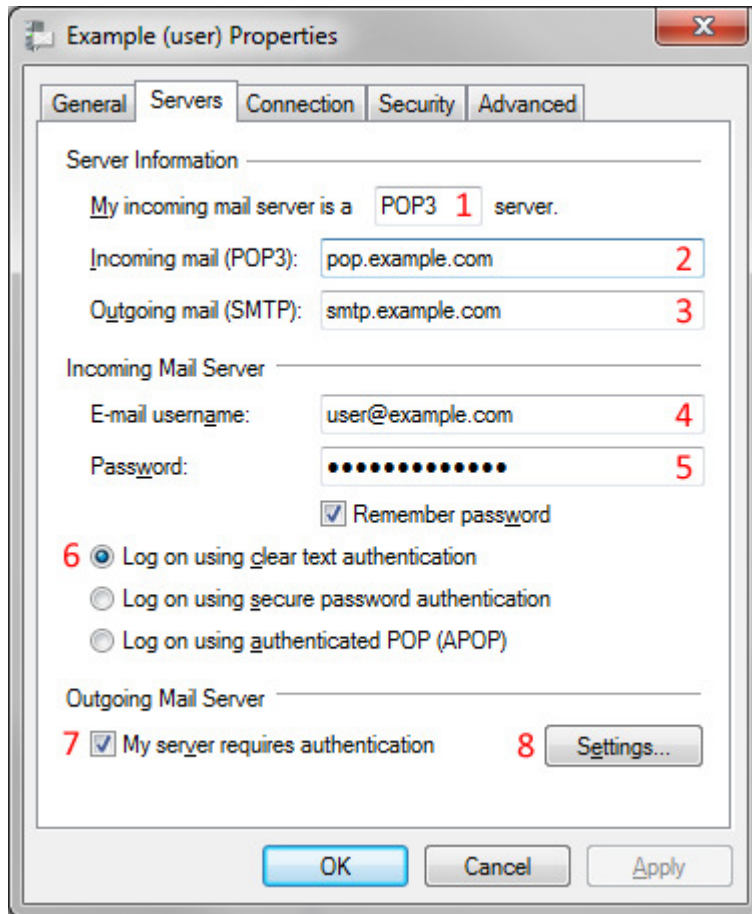 Example (user) Properties
General Servers Connection Security Advanced
Server Information
My incoming mail server is a POP3 1 server.
Incoming mail (POP3): pop.example.com 2
Outgoing mail (SMTP): smtp.example.com 3
Incoming Mail Server
E-mail username: user@example.com 4
Password: ●●●●●●●●●●●●● 5
Remember password
6 Log on using clear text authentication
Log on using secure password authentication
Log on using authenticated POP (APOP)
Outgoing Mail Server
7 My server requires authentication 8 Settings...
OK Cancel Apply